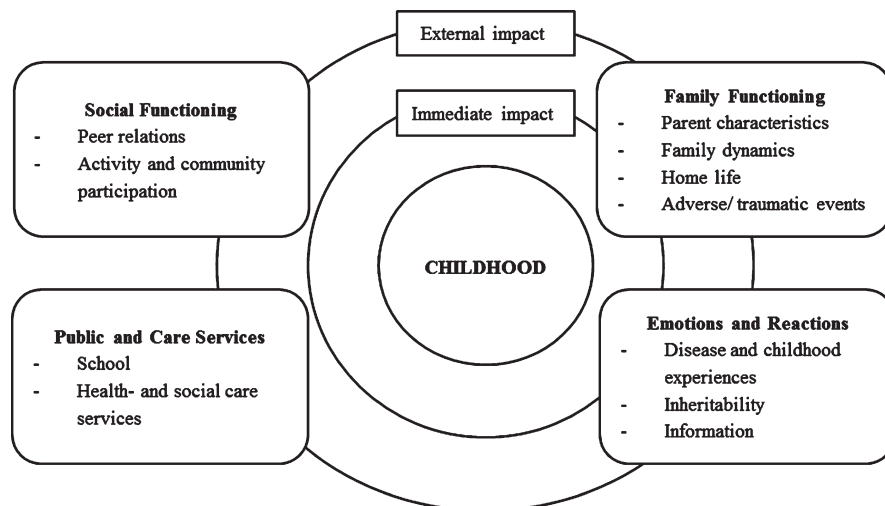 External impact
Immediate impact
CHILDHOOD
Social Functioning
- Peer relations
- Activity and community
participation
Family Functioning
- Parent characteristics
- Family dynamics
- Home life
- Adverse/ traumatic events
Public and Care Services
- School
- Health- and social care
services
Emotions and Reactions
- Disease and childhood
experiences
- Inheritability
- Information